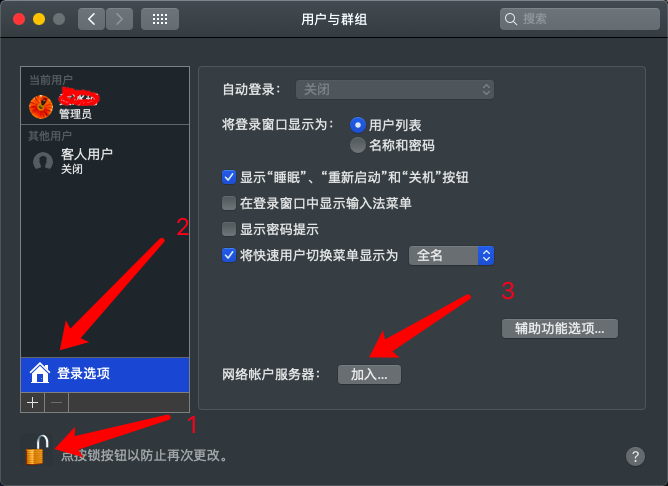 用户与群组
搜索
当前用户
管理员
其他用户
客人用户
关闭
登录选项
自动登录： 关闭
将登录窗口显示为： 用户列表
名称和密码
显示“睡眠”、“重新启动”和“关机”按钮
在登录窗口中显示输入法菜单
显示密码提示
将快速用户切换菜单显示为 全名
辅助功能选项...
网络帐户服务器： 加入...
点按锁按钮以防止再次更改。
?
1
2
3